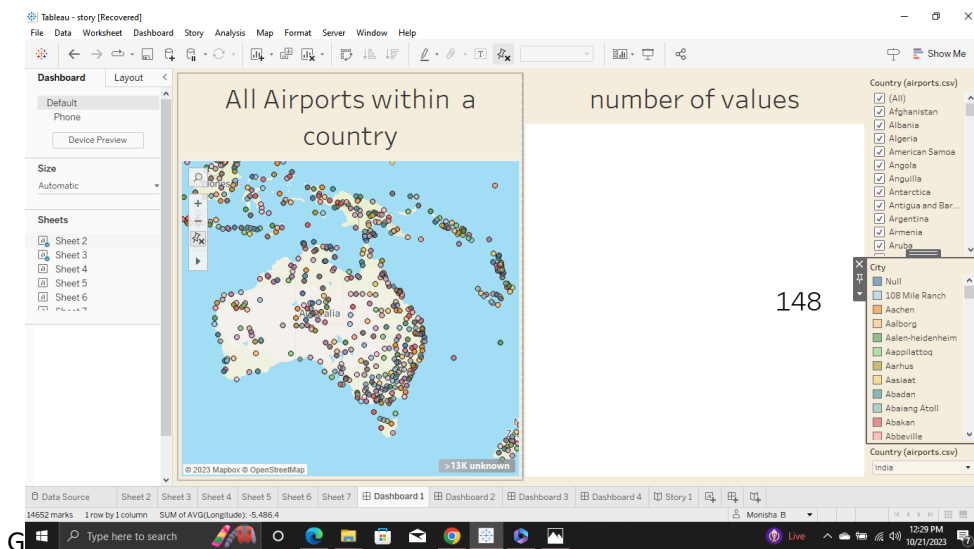 Tableau - story [Recovered]
File Data Worksheet Dashboard Story Analysis Map Format Server Window Help
Show Me
Dashboard Layout
Default
Phone
Device Preview
Size
Automatic
Sheets
Sheet 2
Sheet 3
Sheet 4
Sheet 5
Sheet 6
All Airports within a
country
Australia
© 2023 Mapbox © OpenStreetMap
>13K unknown
number of values
148
Country (airports.csv)
(All)
Afghanistan
Albania
Algeria
American Samoa
Angola
Anguilla
Antarctica
Antigua and Bar...
Argentina
Armenia
Aruba
City
Null
108 Mile Ranch
Aachen
Aalborg
Aalen-heidenheim
Aappilattoq
Aarhus
Aasiaat
Abadan
Abaiang Atoll
Abakan
Abbeville
Country (airports.csv)
India
Data Source Sheet 2 Sheet 3 Sheet 4 Sheet 5 Sheet 6 Sheet 7 Dashboard 1 Dashboard 2 Dashboard 3 Dashboard 4 Story 1
14652 marks 1 row by 1 column SUM of AVG(Longitude): -5,486.4 Monisha B
G
Type here to search
Live
12:29 PM
10/21/2023